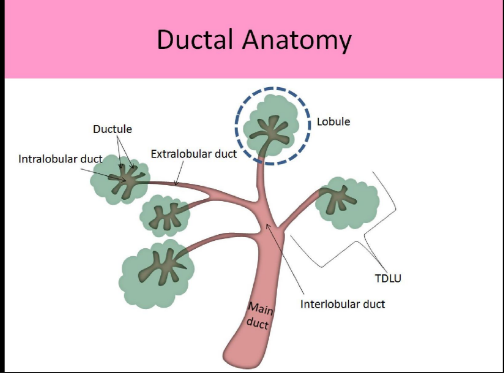 Ductal Anatomy
Lobule
Ductule
Intralobular duct
Extralobular duct
TDLU
Interlobular duct
Main
duct